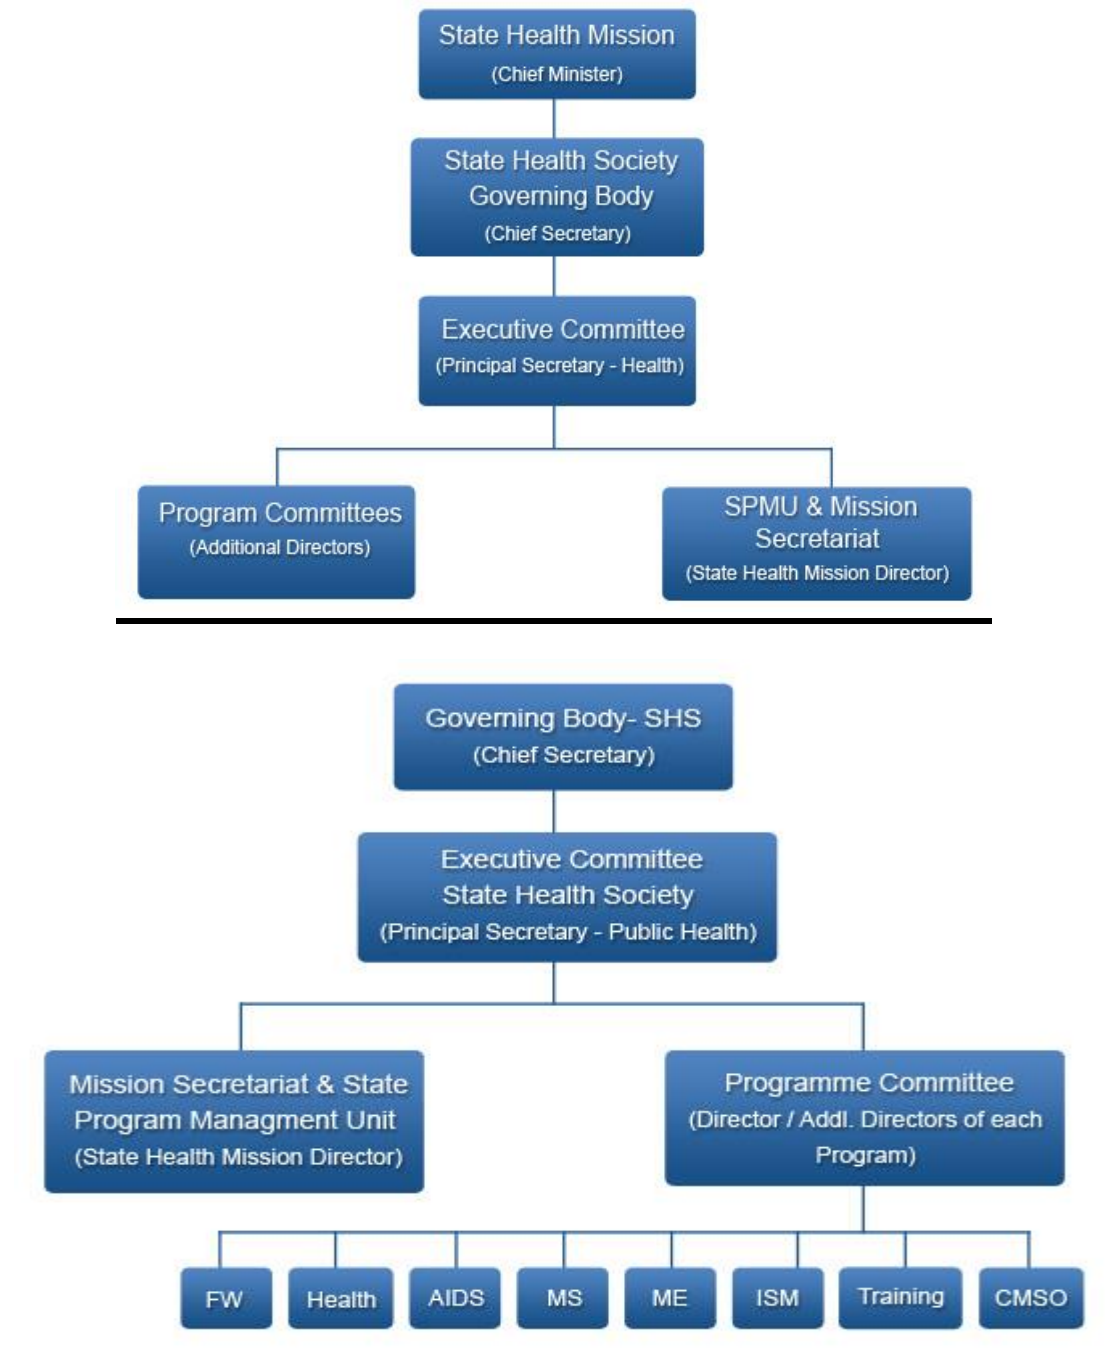 State Health Mission
(Chief Minister)
State Health Society
Governing Body
(Chief Secretary)
Executive Committee
(Principal Secretary - Health)
Program Committees
(Additional Directors)
SPMU & Mission
Secretariat
(State Health Mission Director)
Governing Body- SHS
(Chief Secretary)
Executive Committee
State Health Society
(Principal Secretary - Public Health)
Mission Secretariat & State
Program Managment Unit
(State Health Mission Director)
Programme Committee
(Director / Addl. Directors of each
Program)
FW
Health
AIDS
MS
ME
ISM
Training
CMSO